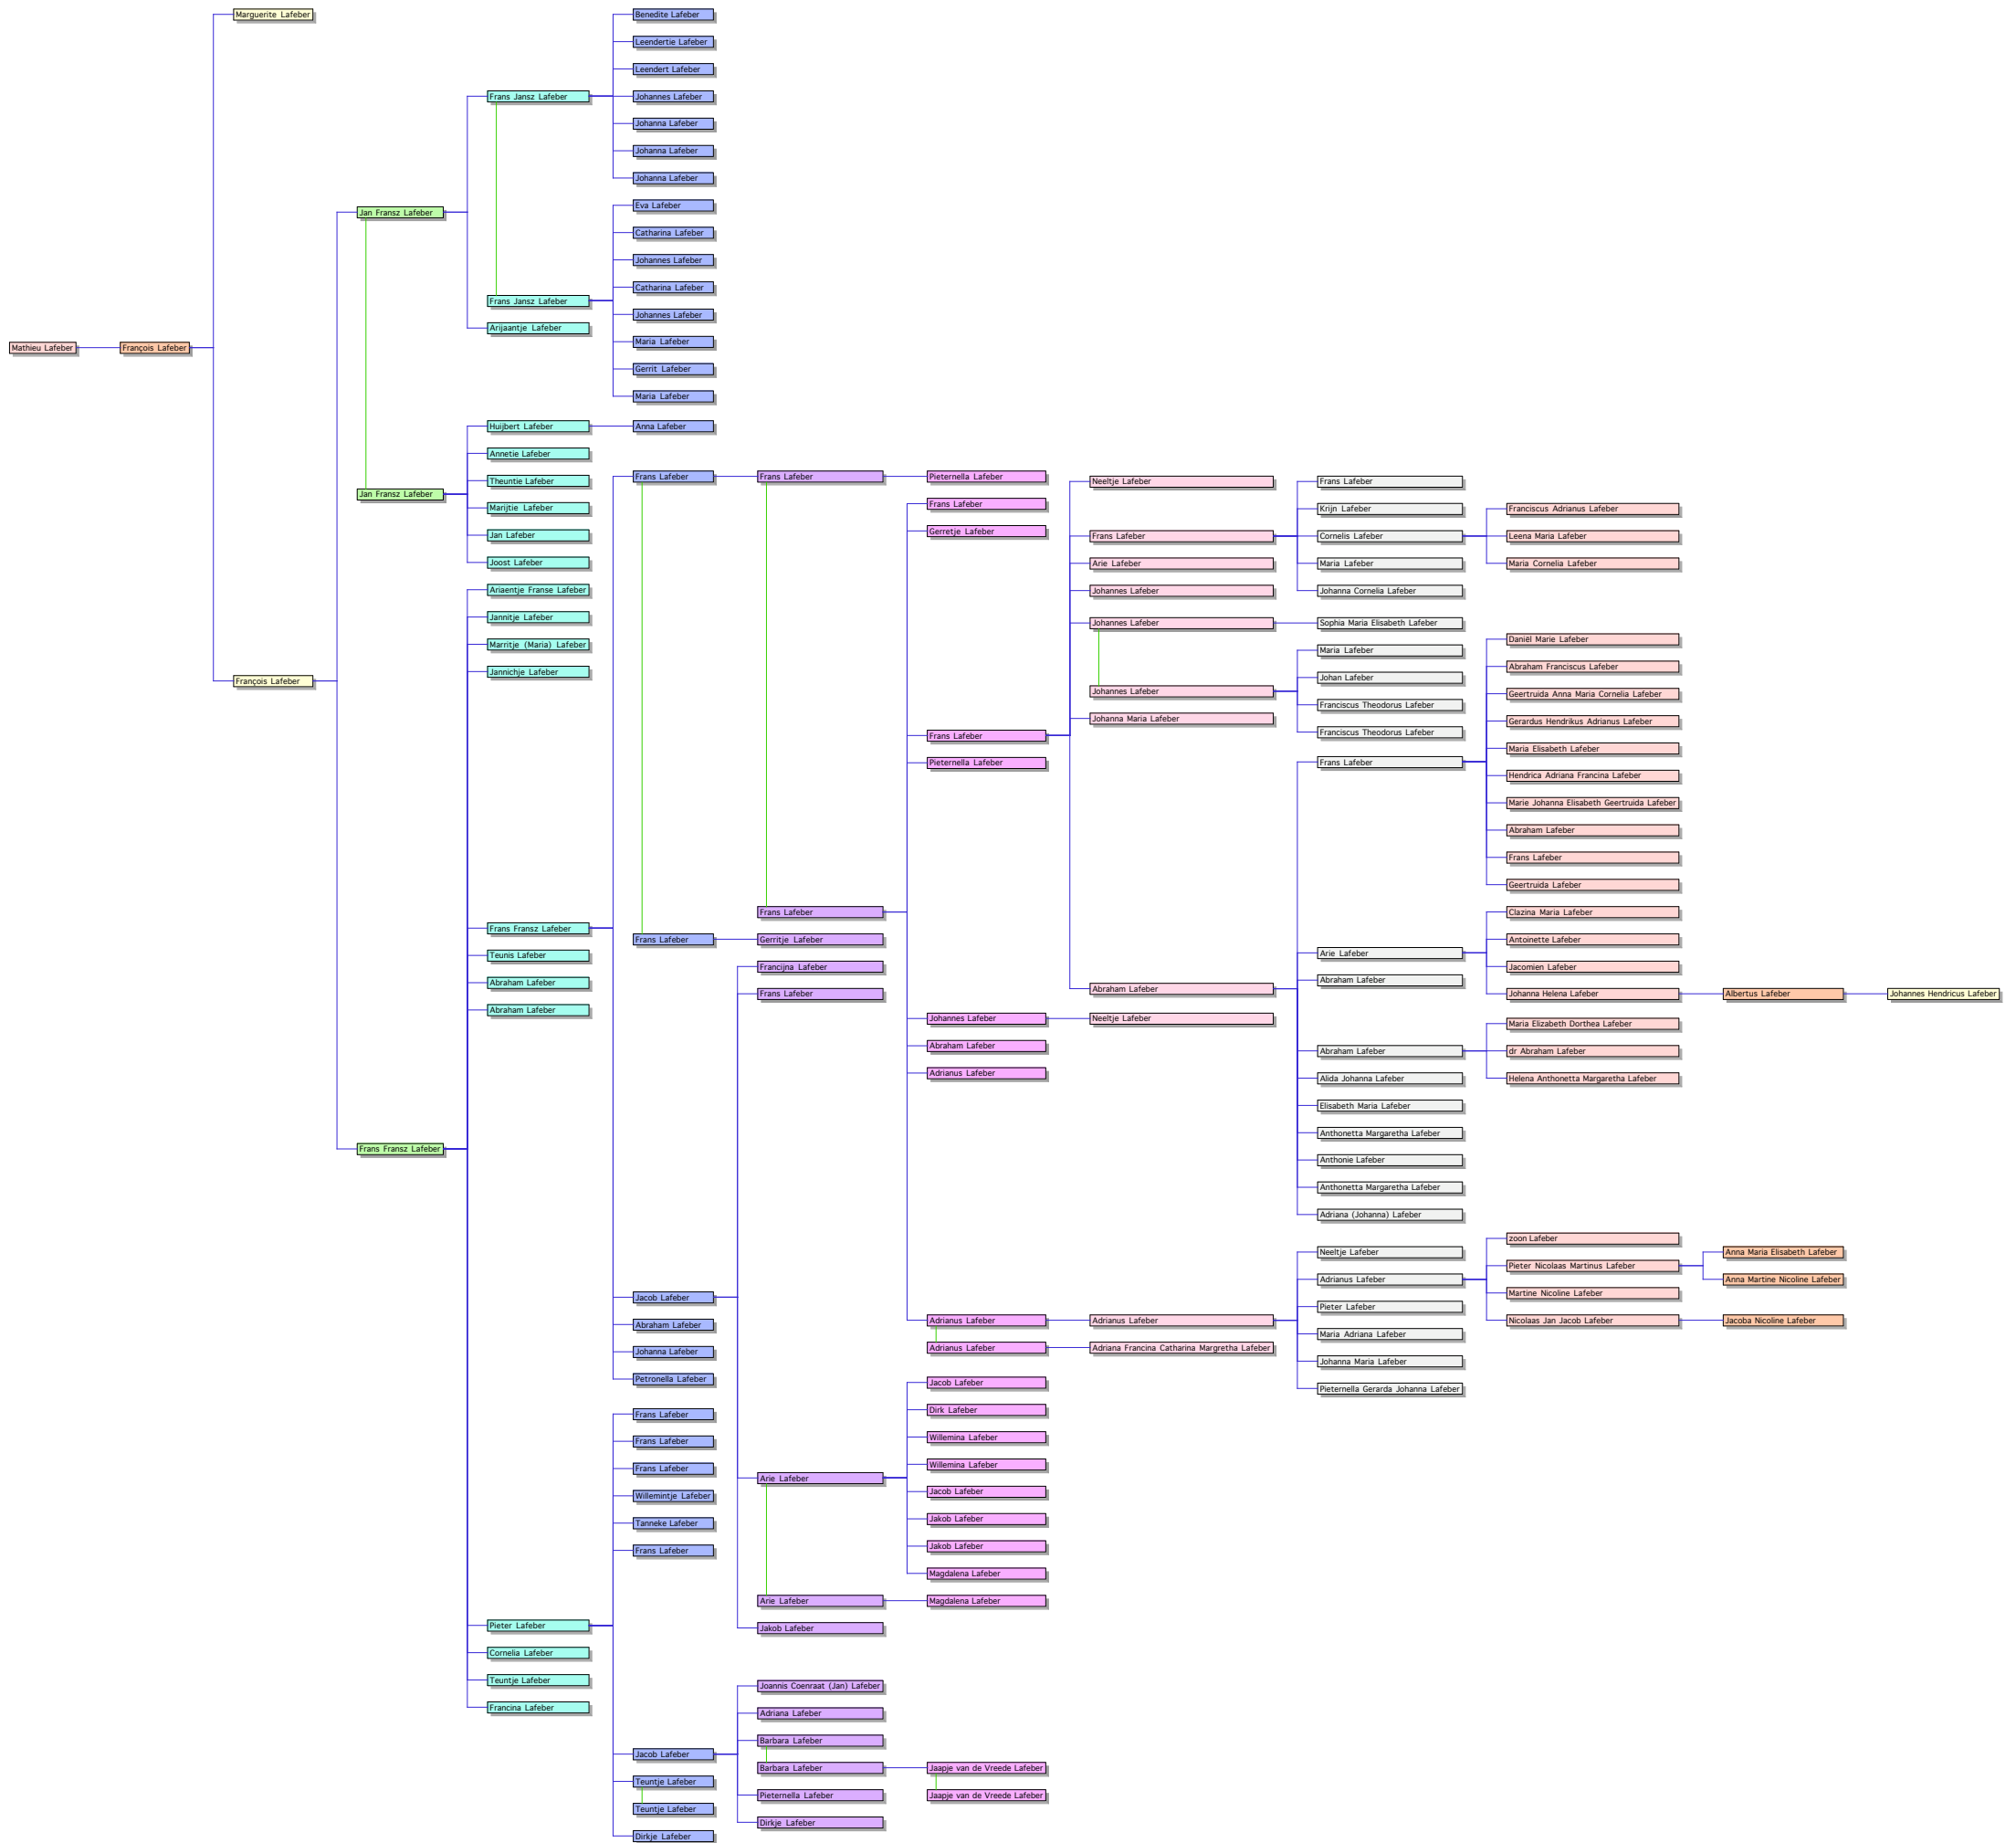 Mathieu Lafeber
François Lafeber
Marguerite Lafeber
François Lafeber
Jan Fransz Lafeber
Jan Fransz Lafeber
Frans Fransz Lafeber
Frans Jansz Lafeber
Frans Jansz Lafeber
Arijaantje Lafeber
Huijbert Lafeber
Annetie Lafeber
Theuntie Lafeber
Marijtie Lafeber
Jan Lafeber
Joost Lafeber
Ariaentje Franse Lafeber
Jannitje Lafeber
Marritje (Maria) Lafeber
Jannichje Lafeber
Frans Fransz Lafeber
Teunis Lafeber
Abraham Lafeber
Abraham Lafeber
Pieter Lafeber
Cornelia Lafeber
Teuntje Lafeber
Francina Lafeber
Benedite Lafeber
Leendertie Lafeber
Leendert Lafeber
Johannes Lafeber
Johanna Lafeber
Johanna Lafeber
Johanna Lafeber
Eva Lafeber
Catharina Lafeber
Johannes Lafeber
Catharina Lafeber
Johannes Lafeber
Maria Lafeber
Gerrit Lafeber
Maria Lafeber
Anna Lafeber
Frans Lafeber
Frans Lafeber
Jacob Lafeber
Abraham Lafeber
Johanna Lafeber
Petronella Lafeber
Frans Lafeber
Frans Lafeber
Frans Lafeber
Willemintje Lafeber
Tanneke Lafeber
Frans Lafeber
Jacob Lafeber
Teuntje Lafeber
Teuntje Lafeber
Dirkje Lafeber
Frans Lafeber
Frans Lafeber
Gerritje Lafeber
Francijna Lafeber
Frans Lafeber
Arie Lafeber
Arie Lafeber
Jakob Lafeber
Joannis Coenraat (Jan) Lafeber
Adriana Lafeber
Barbara Lafeber
Barbara Lafeber
Pieternella Lafeber
Dirkje Lafeber
Pieternella Lafeber
Frans Lafeber
Gerretje Lafeber
Frans Lafeber
Pieternella Lafeber
Johannes Lafeber
Abraham Lafeber
Adrianus Lafeber
Adrianus Lafeber
Adrianus Lafeber
Jacob Lafeber
Dirk Lafeber
Willemina Lafeber
Willemina Lafeber
Jacob Lafeber
Jakob Lafeber
Jakob Lafeber
Magdalena Lafeber
Magdalena Lafeber
Jaapje van de Vreede Lafeber
Jaapje van de Vreede Lafeber
Neeltje Lafeber
Frans Lafeber
Arie Lafeber
Johannes Lafeber
Johannes Lafeber
Johannes Lafeber
Johanna Maria Lafeber
Abraham Lafeber
Neeltje Lafeber
Adrianus Lafeber
Adriana Francina Catharina Margretha Lafeber
Frans Lafeber
Krijn Lafeber
Cornelis Lafeber
Maria Lafeber
Johanna Cornelia Lafeber
Sophia Maria Elisabeth Lafeber
Maria Lafeber
Johan Lafeber
Franciscus Theodorus Lafeber
Franciscus Theodorus Lafeber
Frans Lafeber
Arie Lafeber
Abraham Lafeber
Abraham Lafeber
Alida Johanna Lafeber
Elisabeth Maria Lafeber
Anthonetta Margaretha Lafeber
Anthonie Lafeber
Anthonetta Margaretha Lafeber
Adriana (Johanna) Lafeber
Neeltje Lafeber
Adrianus Lafeber
Pieter Lafeber
Maria Adriana Lafeber
Johanna Maria Lafeber
Pieternella Gerarda Johanna Lafeber
Franciscus Adrianus Lafeber
Leena Maria Lafeber
Maria Cornelia Lafeber
Daniël Marie Lafeber
Abraham Franciscus Lafeber
Geertruida Anna Maria Cornelia Lafeber
Gerardus Hendrikus Adrianus Lafeber
Maria Elisabeth Lafeber
Hendrica Adriana Francina Lafeber
Marie Johanna Elisabeth Geertruida Lafeber
Abraham Lafeber
Frans Lafeber
Geertruida Lafeber
Clazina Maria Lafeber
Antoinette Lafeber
Jacomien Lafeber
Johanna Helena Lafeber
Maria Elizabeth Dorthea Lafeber
dr Abraham Lafeber
Helena Anthonetta Margaretha Lafeber
zoon Lafeber
Pieter Nicolaas Martinus Lafeber
Martine Nicoline Lafeber
Nicolaas Jan Jacob Lafeber
Albertus Lafeber
Anna Maria Elisabeth Lafeber
Anna Martine Nicoline Lafeber
Jacoba Nicoline Lafeber
Johannes Hendricus Lafeber